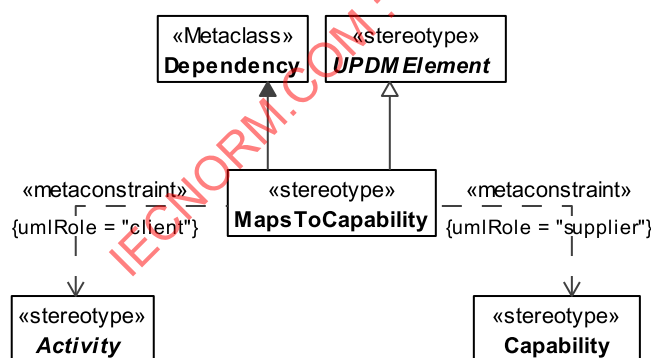 «Metaclass»
Dependency
«stereotype»
UPDMElement
«metaconstraint»
{umlRole = "client"}
«stereotype»
MapsToCapability
«metaconstraint»
{umlRole = "supplier"}
«stereotype»
Activity
«stereotype»
Capability
IECNORM.COM